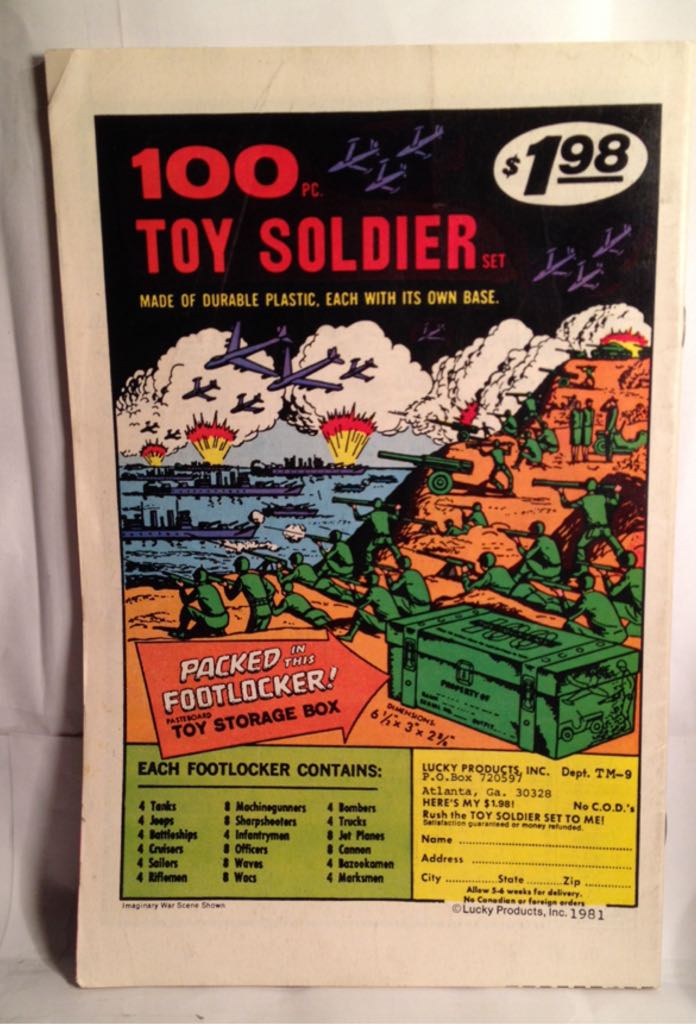 100 PC.
$1.98
TOY SOLDIER SET
MADE OF DURABLE PLASTIC, EACH WITH ITS OWN BASE.
PACKED IN THIS
FOOTLOCKER!
PASTEBOARD
TOY STORAGE BOX
DIMENSIONS:
PROPERTY OF
EACH FOOTLOCKER CONTAINS:
4 Tanks
4 Jeeps
4 Battleships
4 Cruisers
4 Sailors
4 Riflemen
8 Machinegunners
8 Sharpshooters
4 Infantrymen
8 Officers
8 Waves
8 Wacs
4 Bombers
4 Trucks
8 Jet Planes
8 Cannon
4 Bazookamen
4 Marksmen
LUCKY PRODUCTS, INC. Dept. TM-9
P.O.Box 720597
Atlanta, Ga. 30328
HERE'S MY $1.98! No C.O.D.'s
Rush the TOY SOLDIER SET TO ME!
Satisfaction guaranteed or money refunded.
Name
Address
City State Zip
Allow 5-6 weeks for delivery.
No Canadian or foreign orders
Imaginary War Scene Shown
©Lucky Products, Inc. 1981